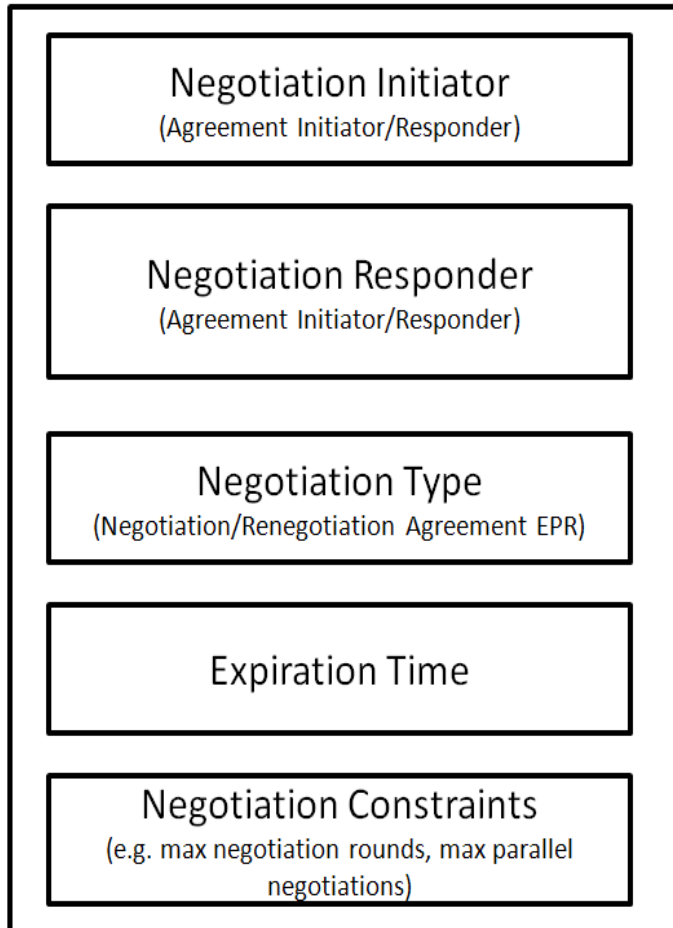 Negotiation Initiator
(Agreement Initiator/Responder)
Negotiation Responder
(Agreement Initiator/Responder)
Negotiation Type
(Negotiation/Renegotiation Agreement EPR)
Expiration Time
Negotiation Constraints
(e.g. max negotiation rounds, max parallel
negotiations)